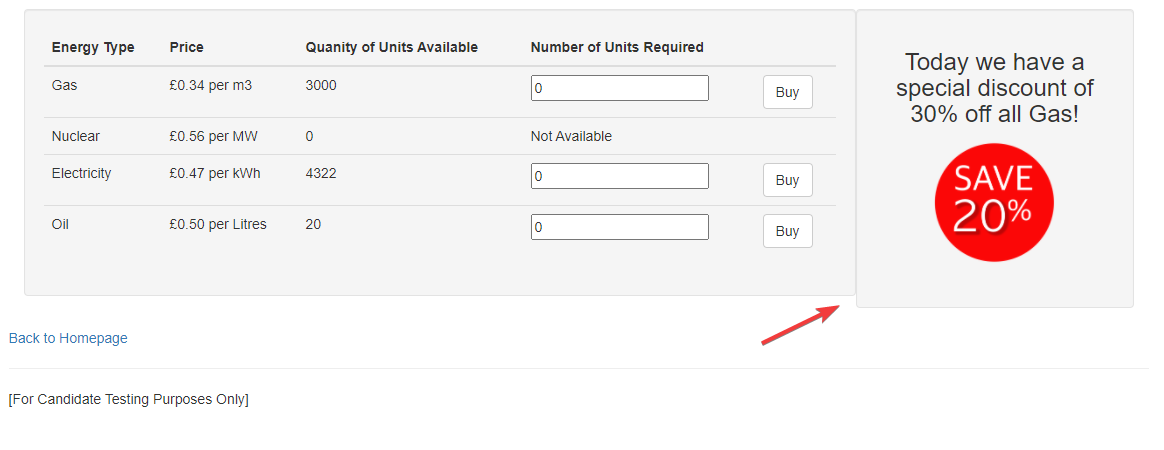 Energy Type Price Quanity of Units Available Number of Units Required
Gas £0.34 per m3 3000 0 Buy
Nuclear £0.56 per MW 0 Not Available
Electricity £0.47 per kWh 4322 0 Buy
Oil £0.50 per Litres 20 0 Buy
Today we have a
special discount of
30% off all Gas!
SAVE
20%
Back to Homepage
[For Candidate Testing Purposes Only]